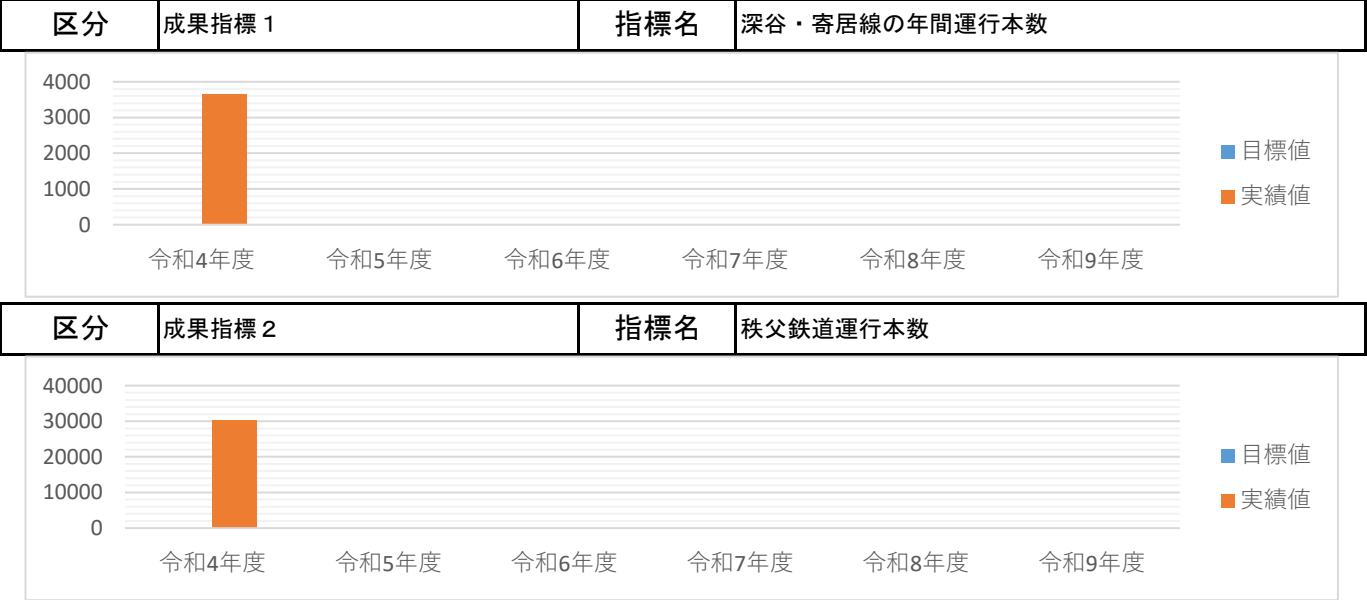 区分 成果指標１ 指標名 深谷・寄居線の年間運行本数
4000
3000
2000
1000
0
令和4年度 令和5年度 令和6年度 令和7年度 令和8年度 令和9年度
目標値
実績値
区分 成果指標２ 指標名 秩父鉄道運行本数
40000
30000
20000
10000
0
令和4年度 令和5年度 令和6年度 令和7年度 令和8年度 令和9年度
目標値
実績値